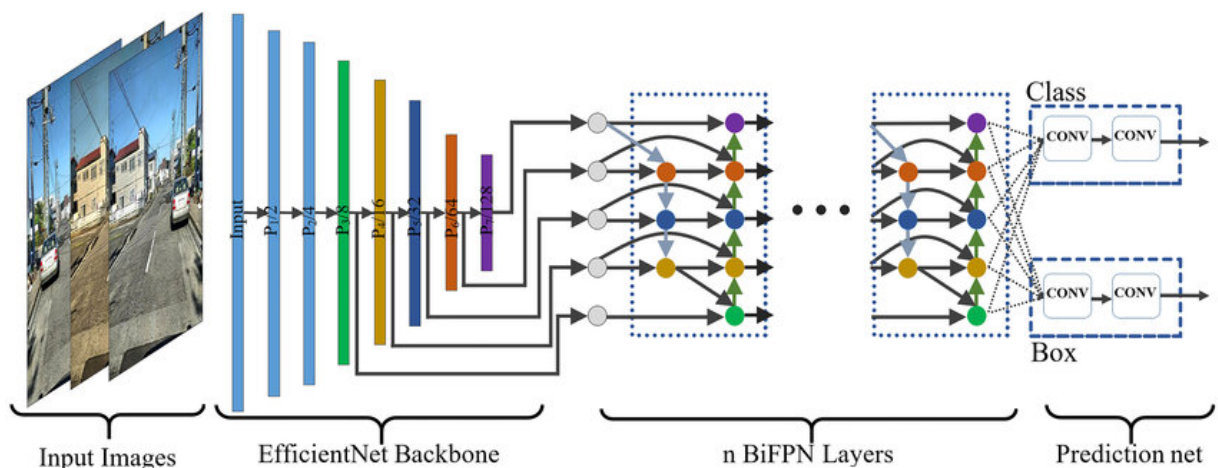 Input
P1/2
P2/4
P3/8
P4/16
P5/32
P6/64
P7/128
Class
CONV
CONV
CONV
CONV
Box
Input Images
EfficientNet Backbone
n BiFPN Layers
Prediction net